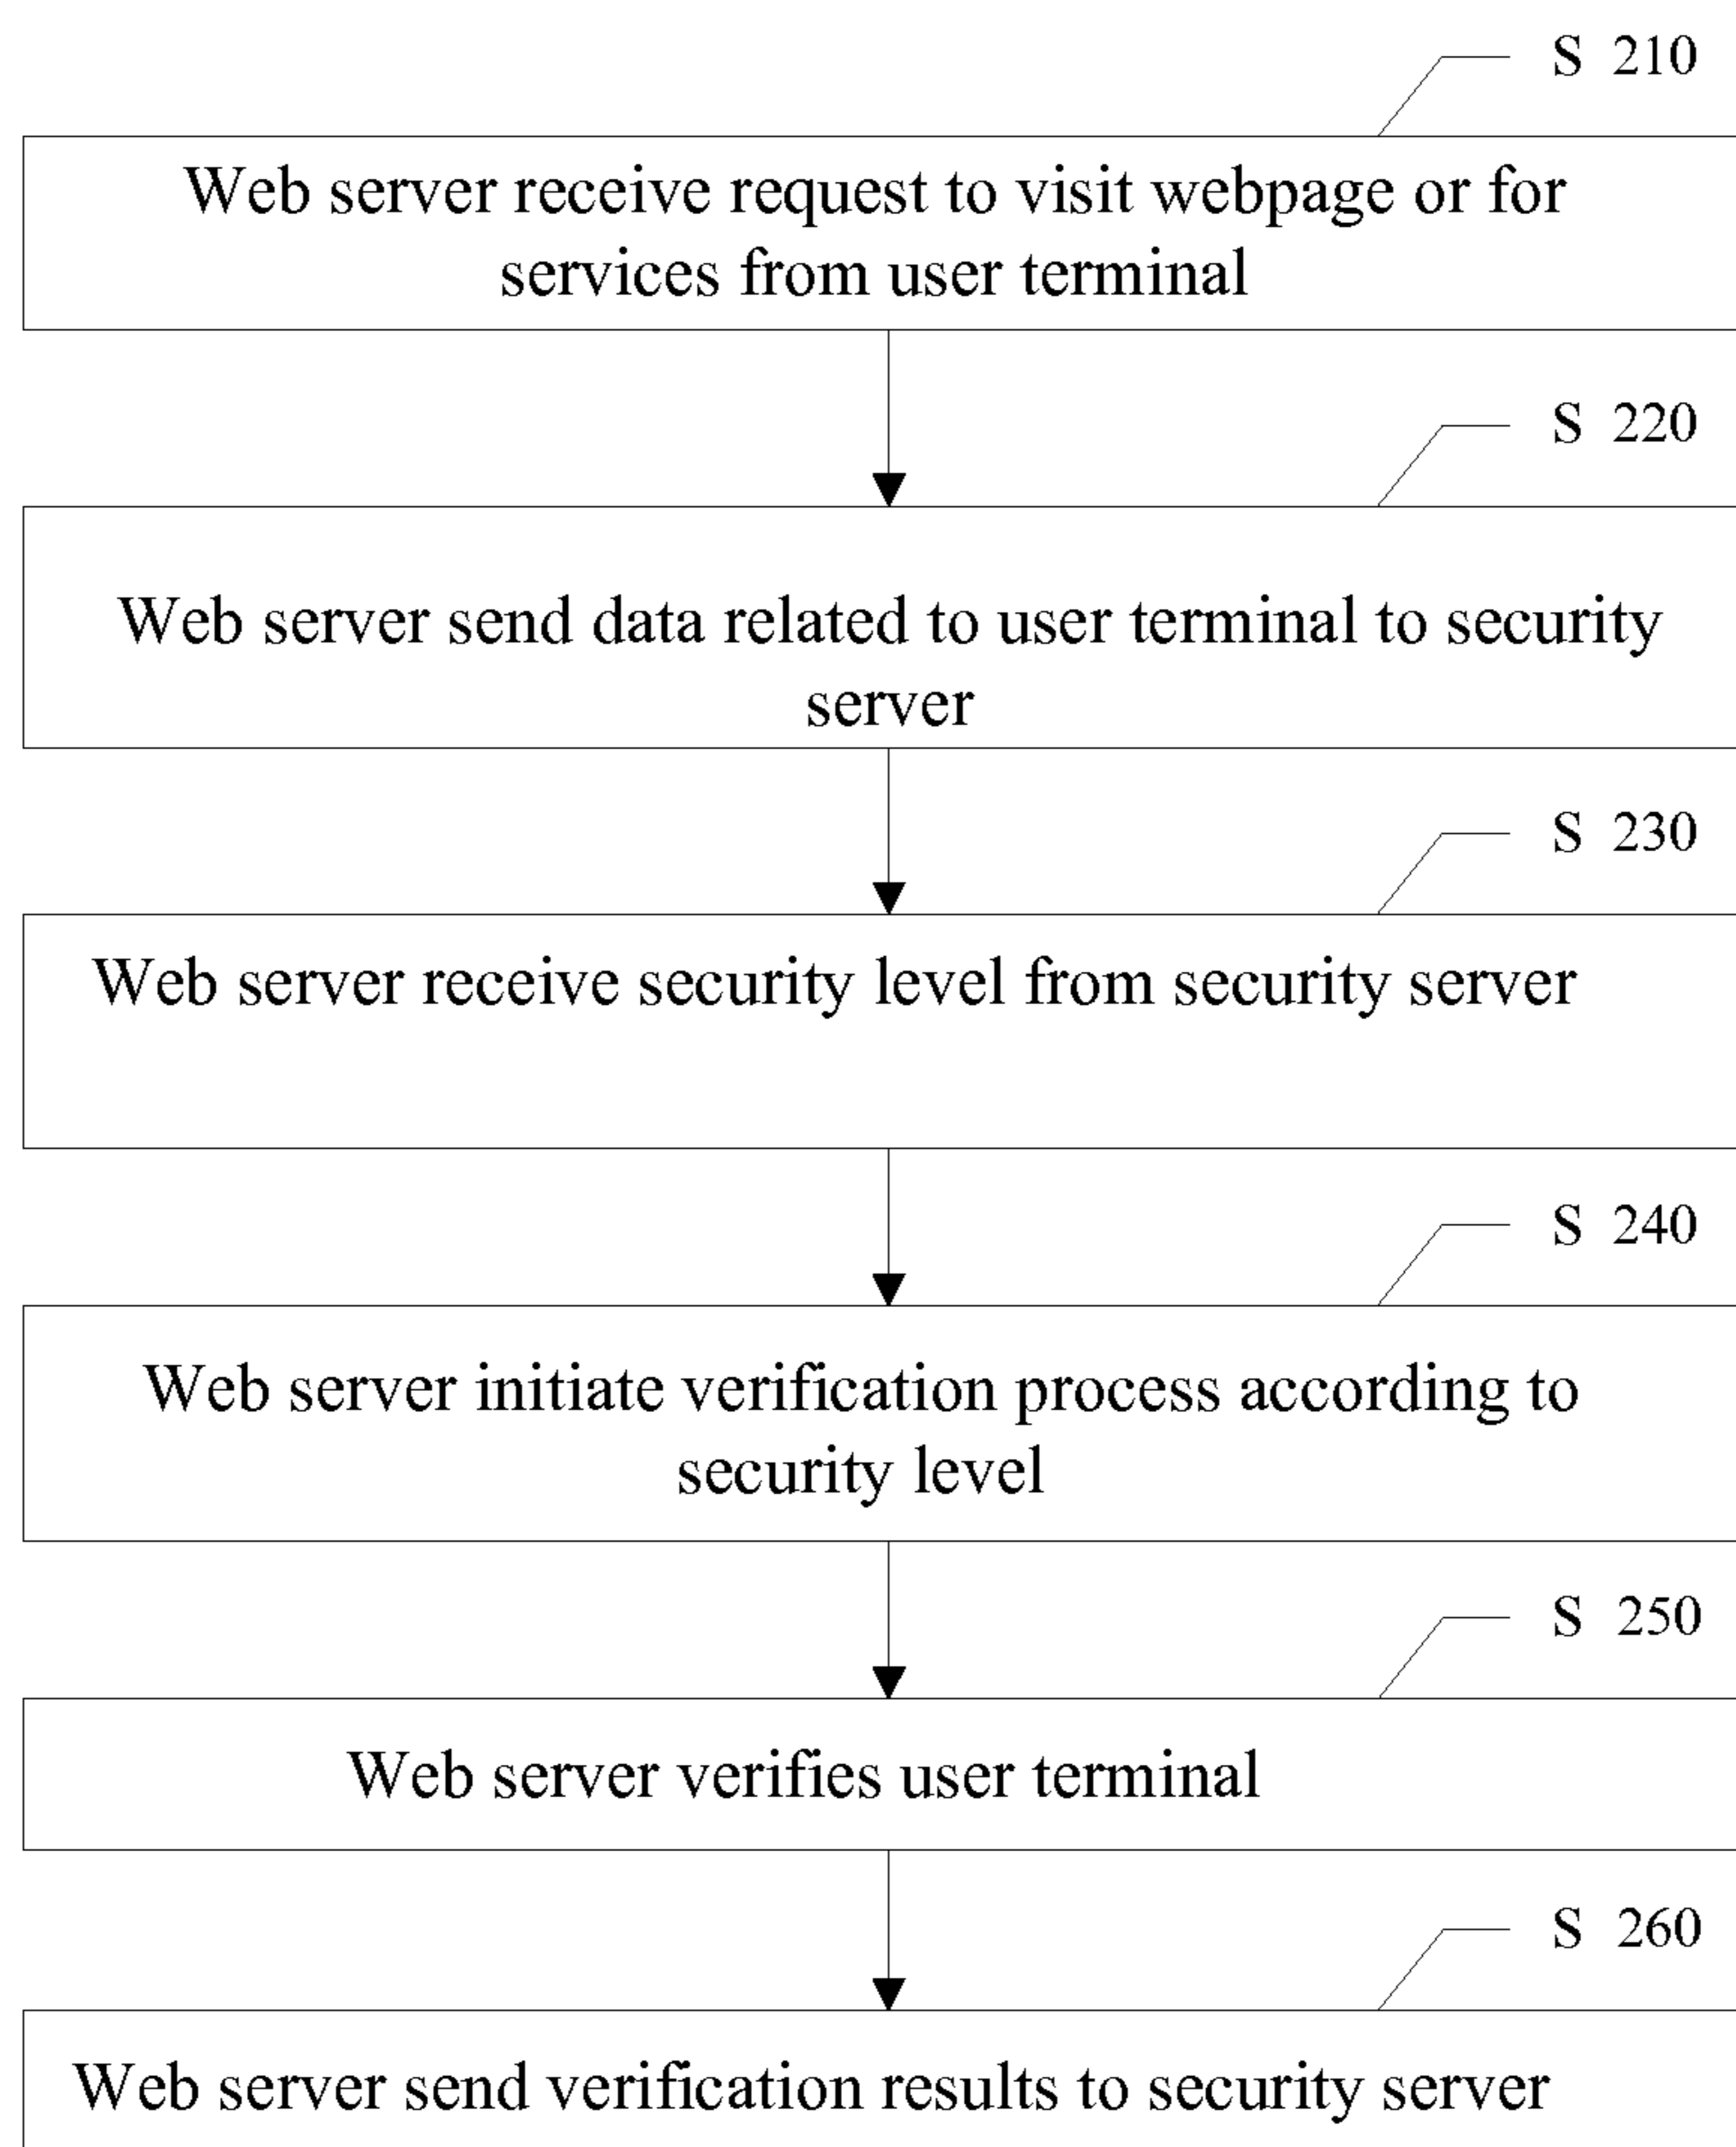 S 210
Web server receive request to visit webpage or for
services from user terminal
S 220
Web server send data related to user terminal to security
server
S 230
Web server receive security level from security server
S 240
Web server initiate verification process according to
security level
S 250
Web server verifies user terminal
S 260
Web server send verification results to security server